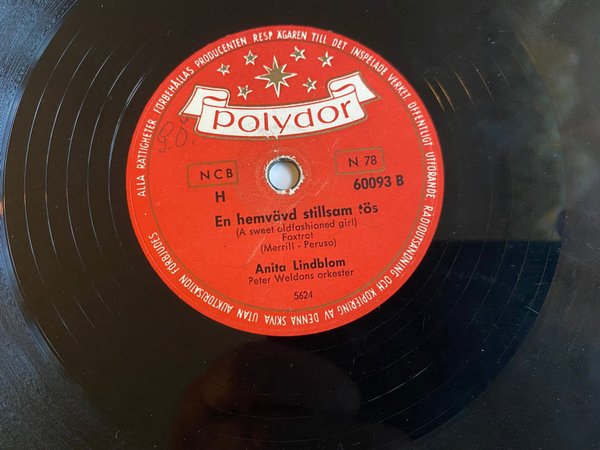 ALLA RÄTTIGHETER FÖRBEHÅLLAS PRODUCENTEN RESP ÄGAREN TILL DET INSPELADE VERKET OFFENTLIGT UTFÖRANDE RADIOUTSÄNDNING OCH KOPIERING AV DENNA SKIVA UTAN AUKTORISATION FÖRBJUDES
polydor
NCB
N 78
H
60093 B
En hemvävd stillsam tös
(A sweet oldfashioned girl)
Foxtrot
(Merrill - Peruso)
Anita Lindblom
Peter Weldons orkester
5624